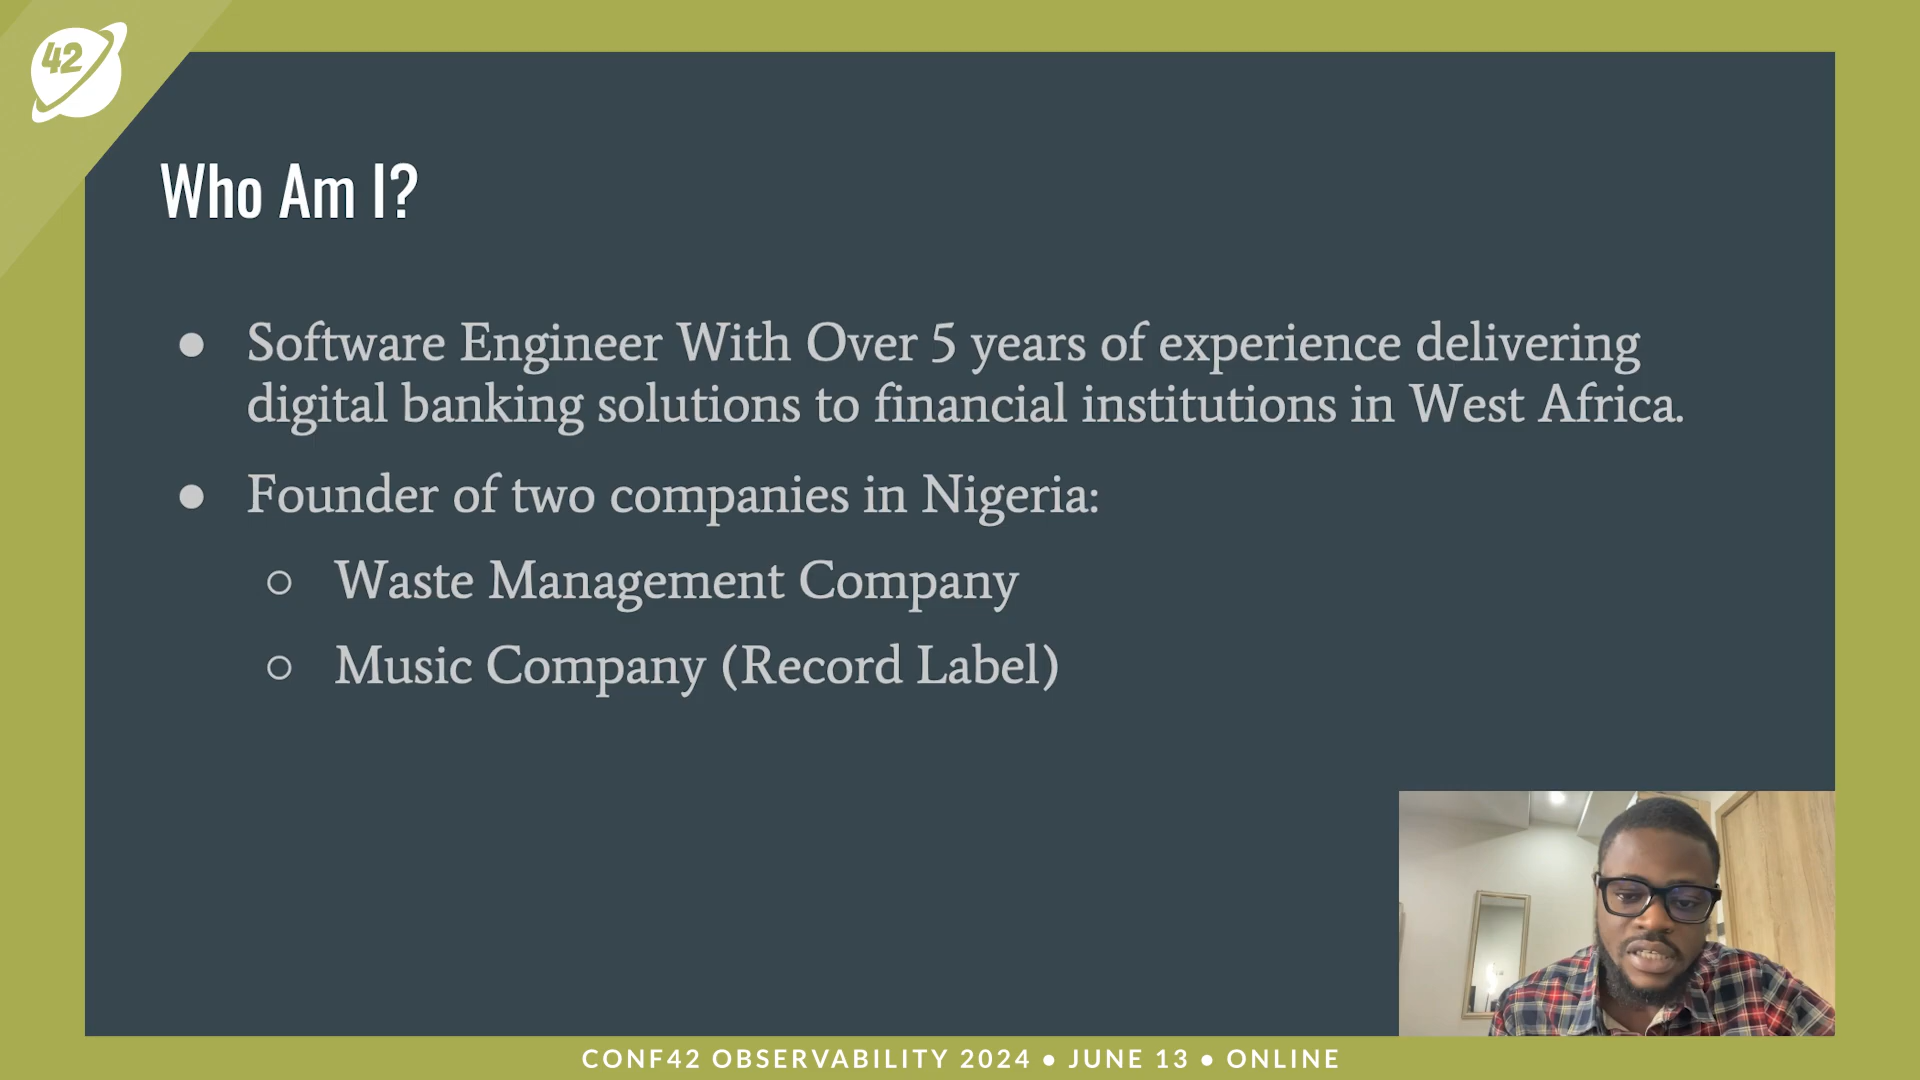 42
Who Am I?
● Software Engineer With Over 5 years of experience delivering
digital banking solutions to financial institutions in West Africa.
● Founder of two companies in Nigeria:
○ Waste Management Company
○ Music Company (Record Label)
CONF42 OBSERVABILITY 2024 ● JUNE 13 ● ONLINE